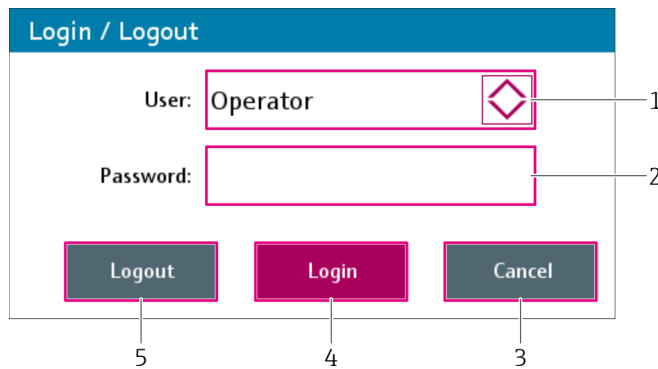 Login / Logout
User: Operator 1
Password: 2
Logout Login Cancel
5 4 3